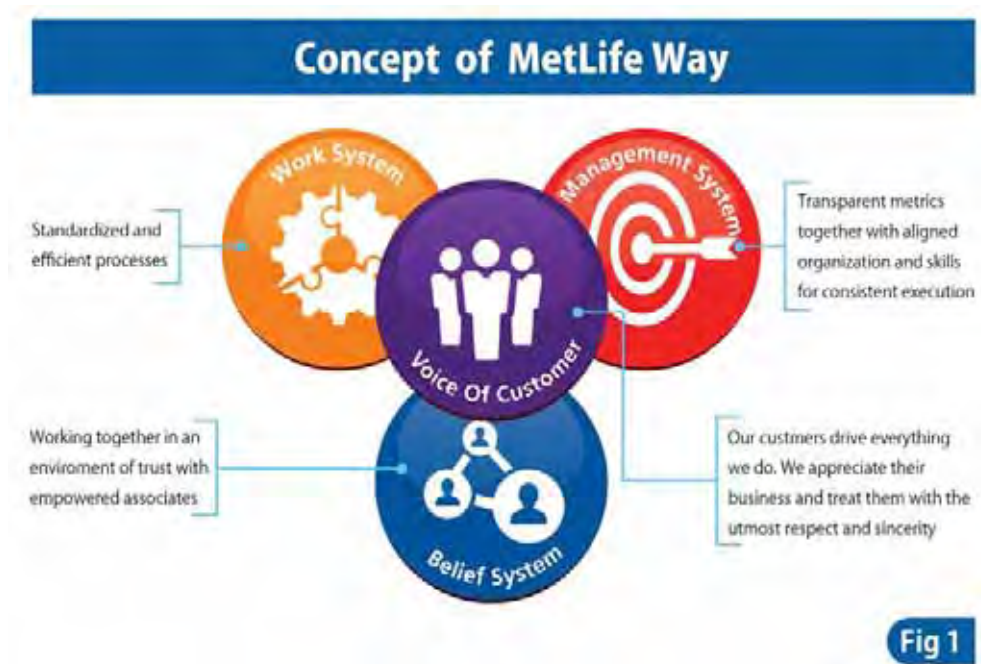 Concept of MetLife Way
Work System
Management System
Voice Of Customer
Belief System
Standardized and
efficient processes
Transparent metrics
together with aligned
organization and skills
for consistent execution
Working together in an
enviroment of trust with
empowered associates
Our custmers drive everything
we do. We appreciate their
business and treat them with the
utmost respect and sincerity
Fig 1